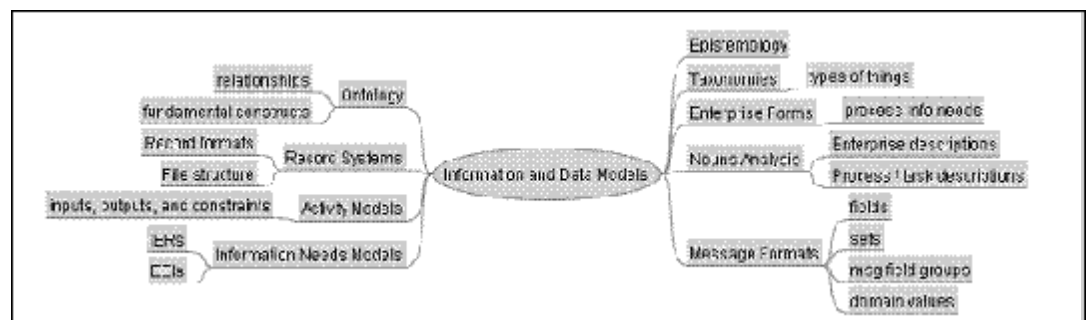 relationships
fundamental constructs
Ontology
Record formats
File structure
Record Systems
inputs, outputs, and constraints
Activity Models
IERs
Information Needs Models
Information and Data Models
Epistemology
Taxonomies
types of things
Enterprise Forms
process info needs
Nouns Analysis
Enterprise descriptions
Process / task descriptions
Message Formats
fields
sets
msg field groups
domain values